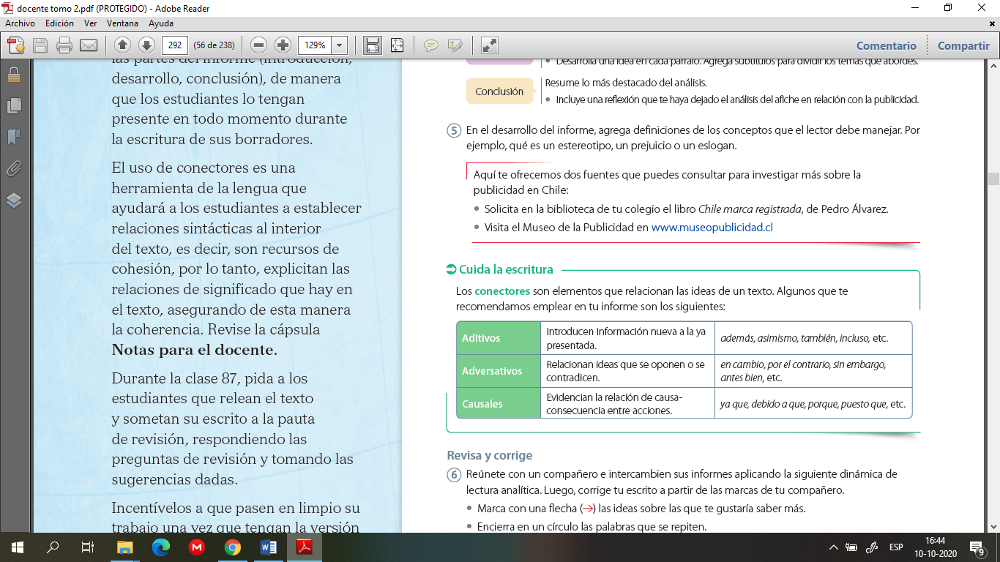 docente tomo 2.pdf (PROTEGIDO) - Adobe Reader
Archivo Edición Ver Ventana Ayuda
292 (56 de 238) 129% Comentario Compartir
las partes del informe (introducción,
desarrollo, conclusión), de manera
que los estudiantes lo tengan
presente en todo momento durante
la escritura de sus borradores.
El uso de conectores es una
herramienta de la lengua que
ayudará a los estudiantes a establecer
relaciones sintácticas al interior
del texto, es decir, son recursos de
cohesión, por lo tanto, explicitan las
relaciones de significado que hay en
el texto, asegurando de esta manera
la coherencia. Revise la cápsula
Notas para el docente.
Durante la clase 87, pida a los
estudiantes que relean el texto
y sometan su escrito a la pauta
de revisión, respondiendo las
preguntas de revisión y tomando las
sugerencias dadas.
Incentívelos a que pasen en limpio su
trabajo una vez que tengan la versión
• Desarrolla una idea en cada párrafo. Agrega subtítulos para dividir los temas que abordes.
Conclusión
Resume lo más destacado del análisis.
• Incluye una reflexión que te haya dejado el análisis del afiche en relación con la publicidad.
5 En el desarrollo del informe, agrega definiciones de los conceptos que el lector debe manejar. Por
ejemplo, qué es un estereotipo, un prejuicio o un eslogan.
Aquí te ofrecemos dos fuentes que puedes consultar para investigar más sobre la
publicidad en Chile:
• Solicita en la biblioteca de tu colegio el libro Chile marca registrada, de Pedro Álvarez.
• Visita el Museo de la Publicidad en www.museopublicidad.cl
Cuida la escritura
Los conectores son elementos que relacionan las ideas de un texto. Algunos que te
recomendamos emplear en tu informe son los siguientes:
Aditivos
Introducen información nueva a la ya
presentada.
además, asimismo, también, incluso, etc.
Adversativos
Relacionan ideas que se oponen o se
contradicen.
en cambio, por el contrario, sin embargo,
antes bien, etc.
Causales
Evidencian la relación de causa-
consecuencia entre acciones.
ya que, debido a que, porque, puesto que, etc.
Revisa y corrige
6 Reúnete con un compañero e intercambien sus informes aplicando la siguiente dinámica de
lectura analítica. Luego, corrige tu escrito a partir de las marcas de tu compañero.
• Marca con una flecha (→) las ideas sobre las que te gustaría saber más.
• Encierra en un círculo las palabras que se repiten.
ESP
16:44
10-10-2020
9